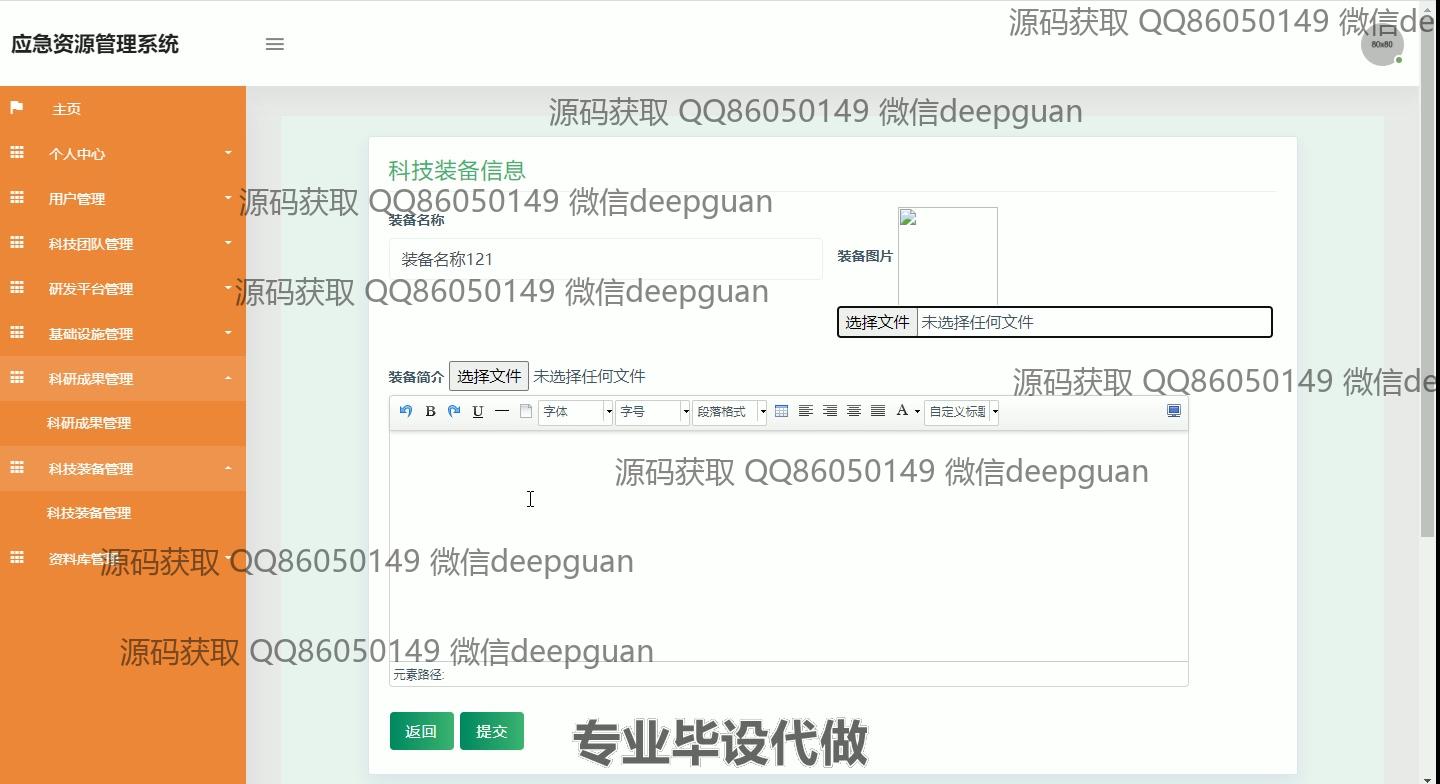 源码获取 QQ86050149 微信de
应急资源管理系统
80x80
主页
源码获取 QQ86050149 微信deepguan
个人中心
科技装备信息
用户管理
源码获取 QQ86050149 微信deepguan
装备名称
科技团队管理
装备名称121
装备图片
研发平台管理
源码获取 QQ86050149 微信deepguan
基础设施管理
选择文件 未选择任何文件
科研成果管理
装备简介 选择文件 未选择任何文件
源码获取 QQ86050149 微信de
B U 字体 字号 段落格式 A 自定义标题
科研成果管理
科技装备管理
源码获取 QQ86050149 微信deepguan
科技装备管理
资料库管理
源码获取 QQ86050149 微信deepguan
源码获取 QQ86050149 微信deepguan
元素路径:
返回 提交
专业毕设代做